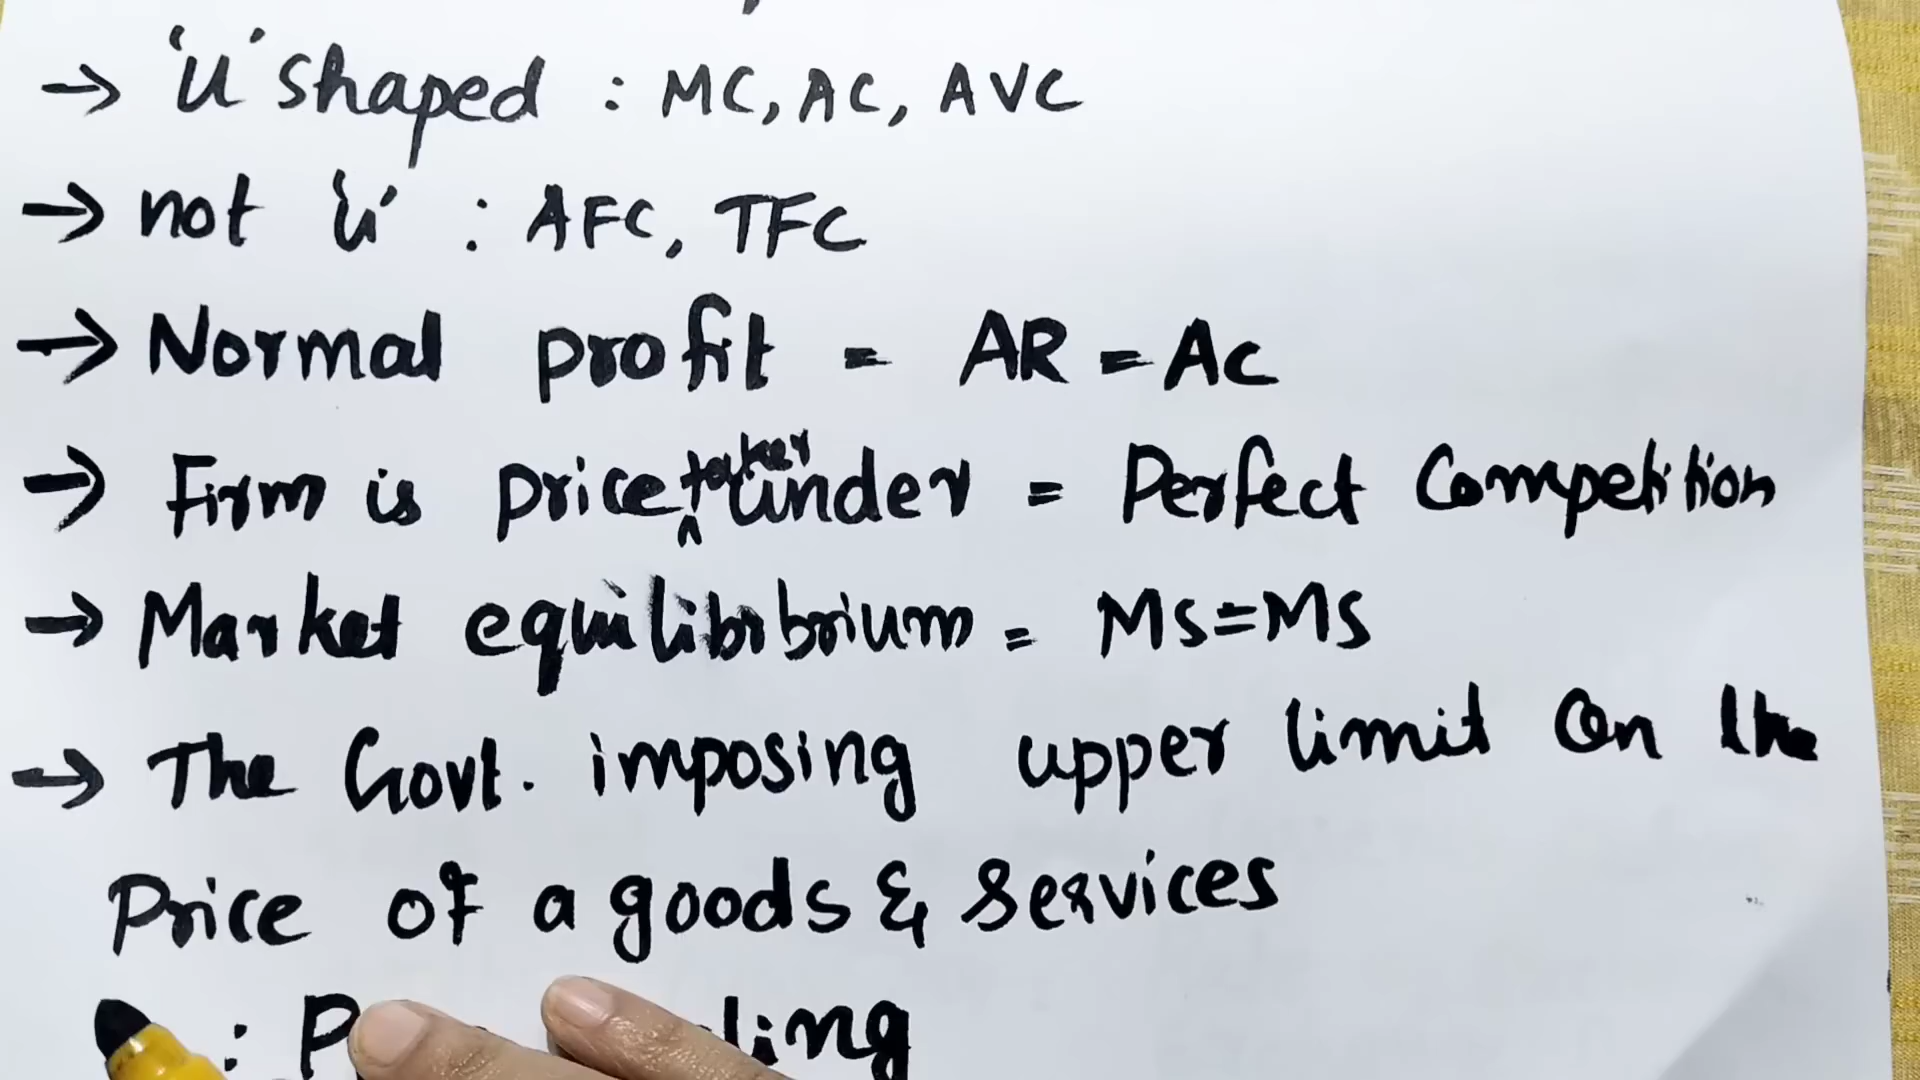 → 'U' shaped : MC, AC, AVC
→ not 'U' : AFC, TFC
→ Normal profit = AR = AC
→ Firm is price taker under = Perfect Competition
→ Market equilibribrium = MS=MS
→ The Govt. imposing upper limit on the
Price of a goods & services
: